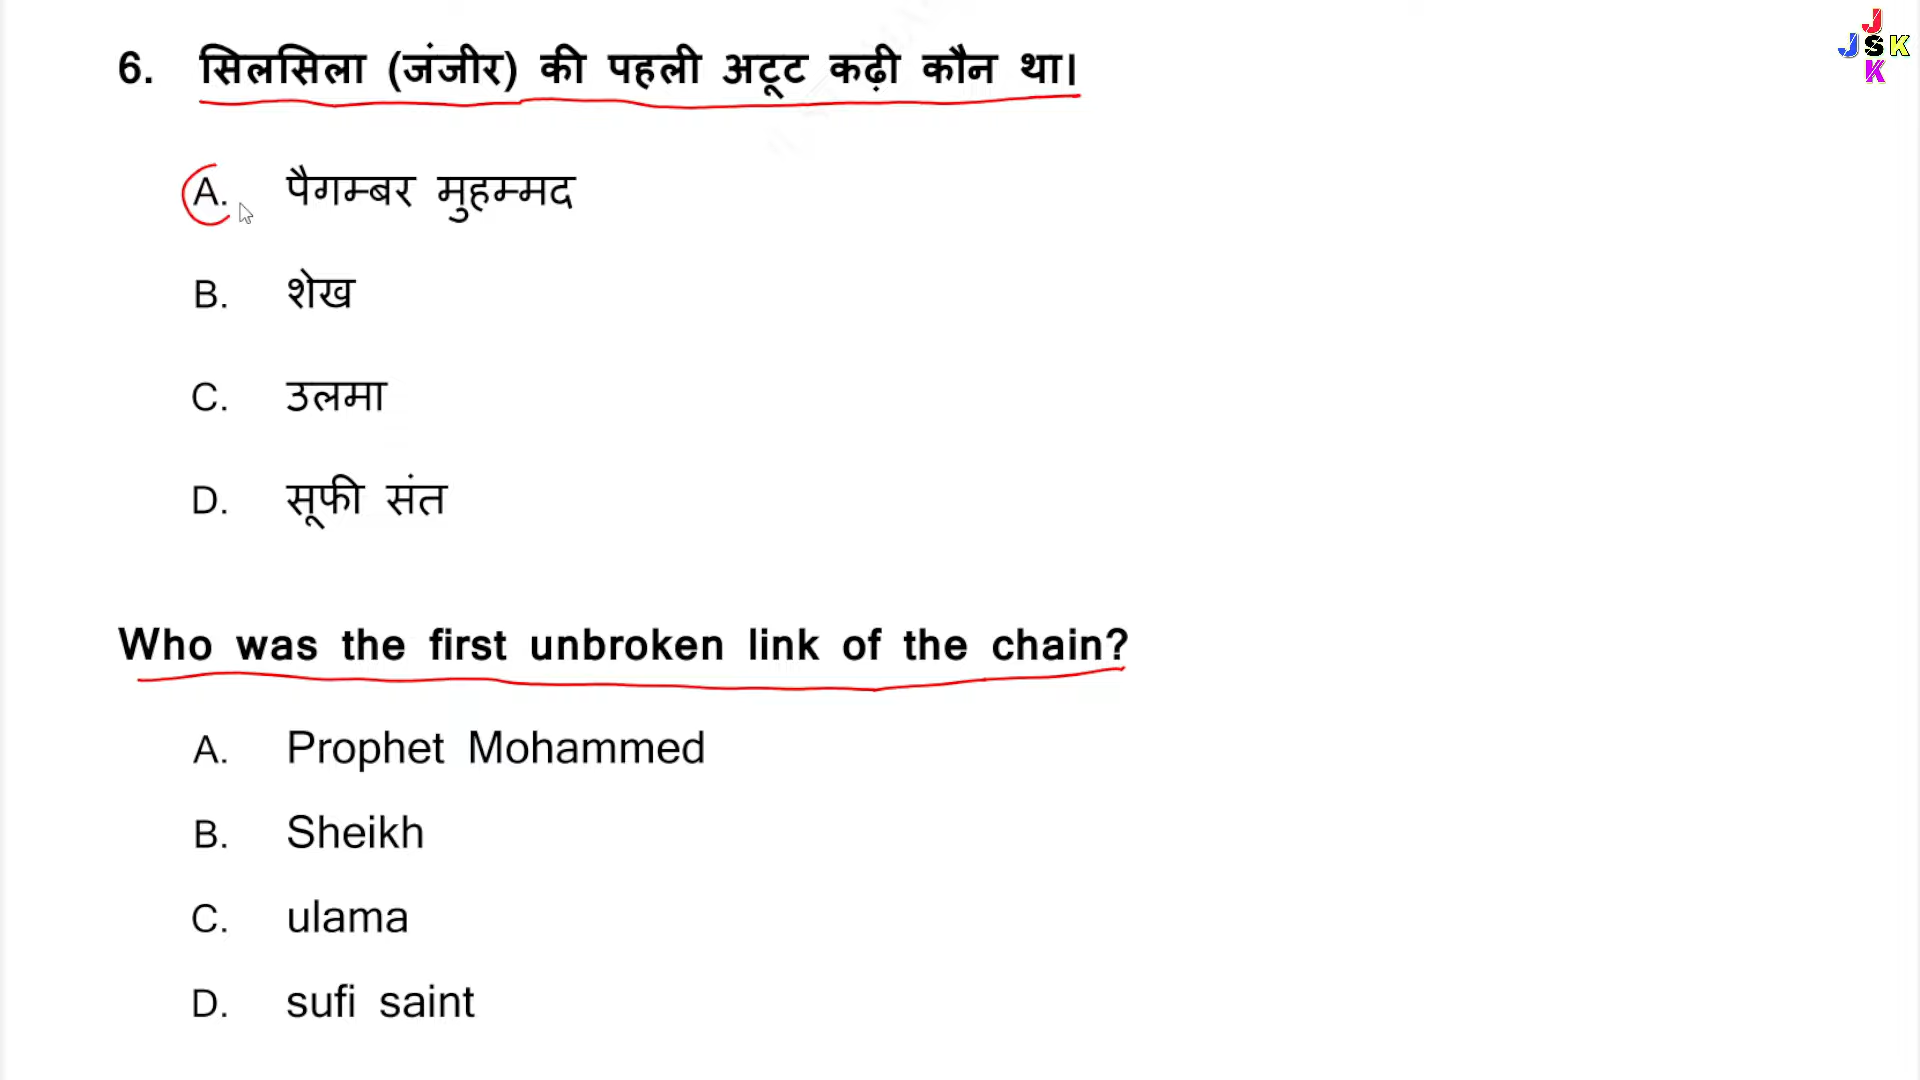 6. सिलसिला (जंजीर) की पहली अटूट कढ़ी कौन था।
A. पैगम्बर मुहम्मद
B. शेख
C. उलमा
D. सूफी संत
Who was the first unbroken link of the chain?
A. Prophet Mohammed
B. Sheikh
C. ulama
D. sufi saint
J
J S K
K